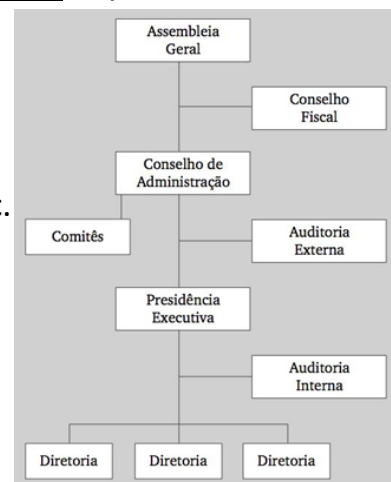 Assembleia
Geral
Conselho
Fiscal
Conselho de
Administração
Comitês
Auditoria
Externa
Presidência
Executiva
Auditoria
Interna
Diretoria
Diretoria
Diretoria